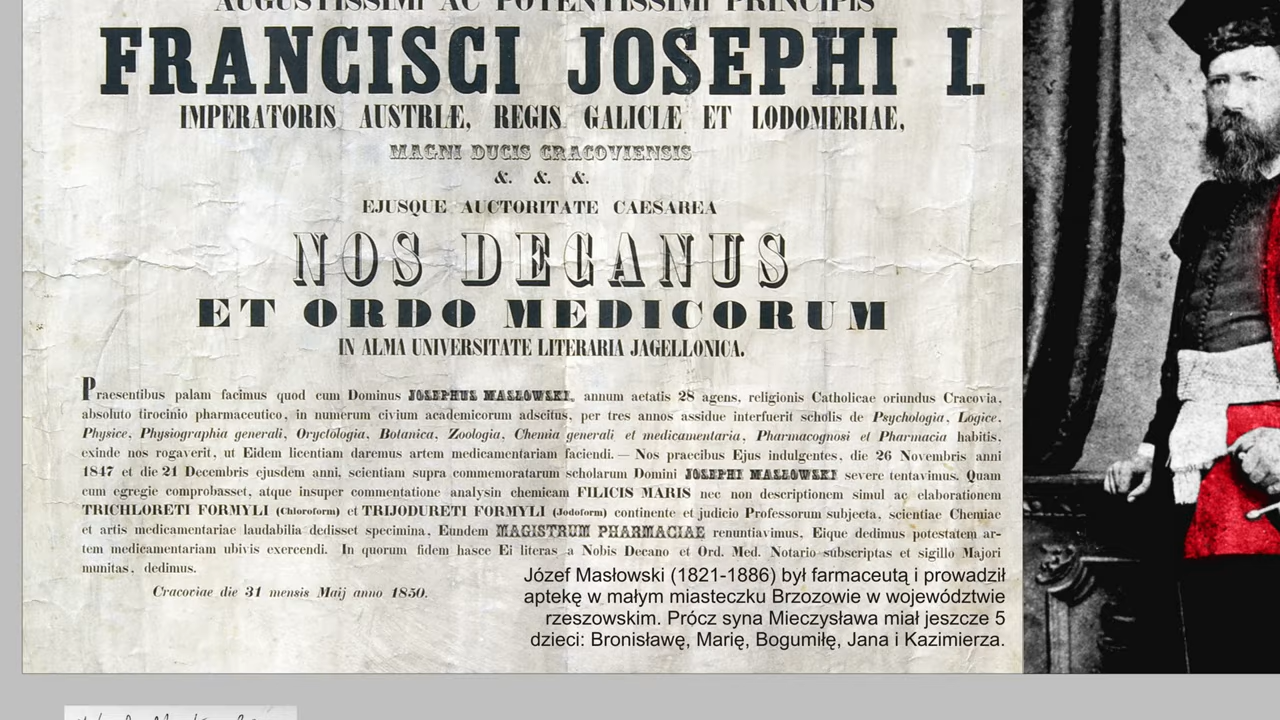 AUGUSTISSIMI AC POTENTISSIMI PRINCIPIS
FRANCISCI JOSEPHI I.
IMPERATORIS AUSTRIÆ, REGIS GALICIÆ ET LODOMERIAE,
MAGNI DUCIS CRACOVIENSIS
&. &. &.
EJUSQUE AUCTORITATE CAESAREA
NOS DECANUS
ET ORDO MEDICORUM
IN ALMA UNIVERSITATE LITERARIA JAGELLONICA.
Praesentibus palam facimus quod cum Dominus JOSEPHUS MASŁOWSKI, annum aetatis 28 agens, religionis Catholicae oriundus Cracovia,
absoluto tirocinio pharmaceutico, in numerum civium academicorum adscitus, per tres annos assidue interfuerit scholis de Psychologia, Logice,
Physice, Physiographia generali, Oryctologia, Botanica, Zoologia, Chemia generali et medicamentaria, Pharmacognosi et Pharmacia habitis,
exinde nos rogaverit, ut Eidem licentiam daremus artem medicamentariam faciendi. — Nos praecibus Ejus indulgentes, die 26 Novembris anni
1847 et die 21 Decembris ejusdem anni, scientiam supra commemoratarum scholarum Domini JOSEPHI MASŁOWSKI severe tentavimus. Quam
cum egregie comprobasset, atque insuper commentatione analysin chemicam FILICIS MARIS nec non descriptionem simul ac elaborationem
TRICHLORETI FORMYLI (Chloroform) et TRIJODURETI FORMYLI (Jodoform) continente et judicio Professorum subjecta, scientiae Chemiae
et artis medicamentariae laudabilia dedisset specimina, Eundem MAGISTRUM PHARMACIAE renuntiavimus, Eique dedimus potestatem ar-
tem medicamentariam ubivis exercendi. In quorum fidem hasce Ei literas a Nobis Decano et Ord. Med. Notario subscriptas et sigillo Majori
munitas, dedimus.
Cracoviae die 31 mensis Maij anno 1850.
Józef Masłowski (1821-1886) był farmaceutą i prowadził
aptekę w małym miasteczku Brzozowie w województwie
rzeszowskim. Prócz syna Mieczysława miał jeszcze 5
dzieci: Bronisławę, Marię, Bogumiłę, Jana i Kazimierza.